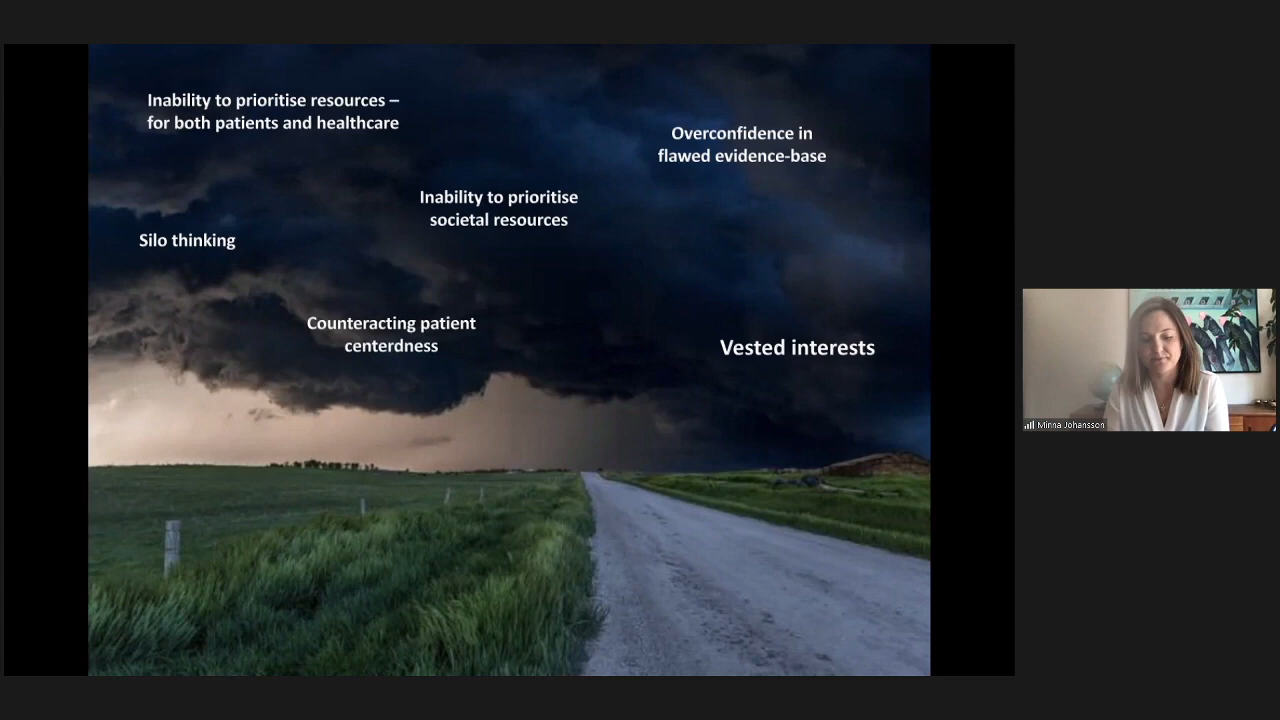 Inability to prioritise resources –
for both patients and healthcare
Overconfidence in
flawed evidence-base
Inability to prioritise
societal resources
Silo thinking
Counteracting patient
centerdness
Vested interests
Minna Johansson